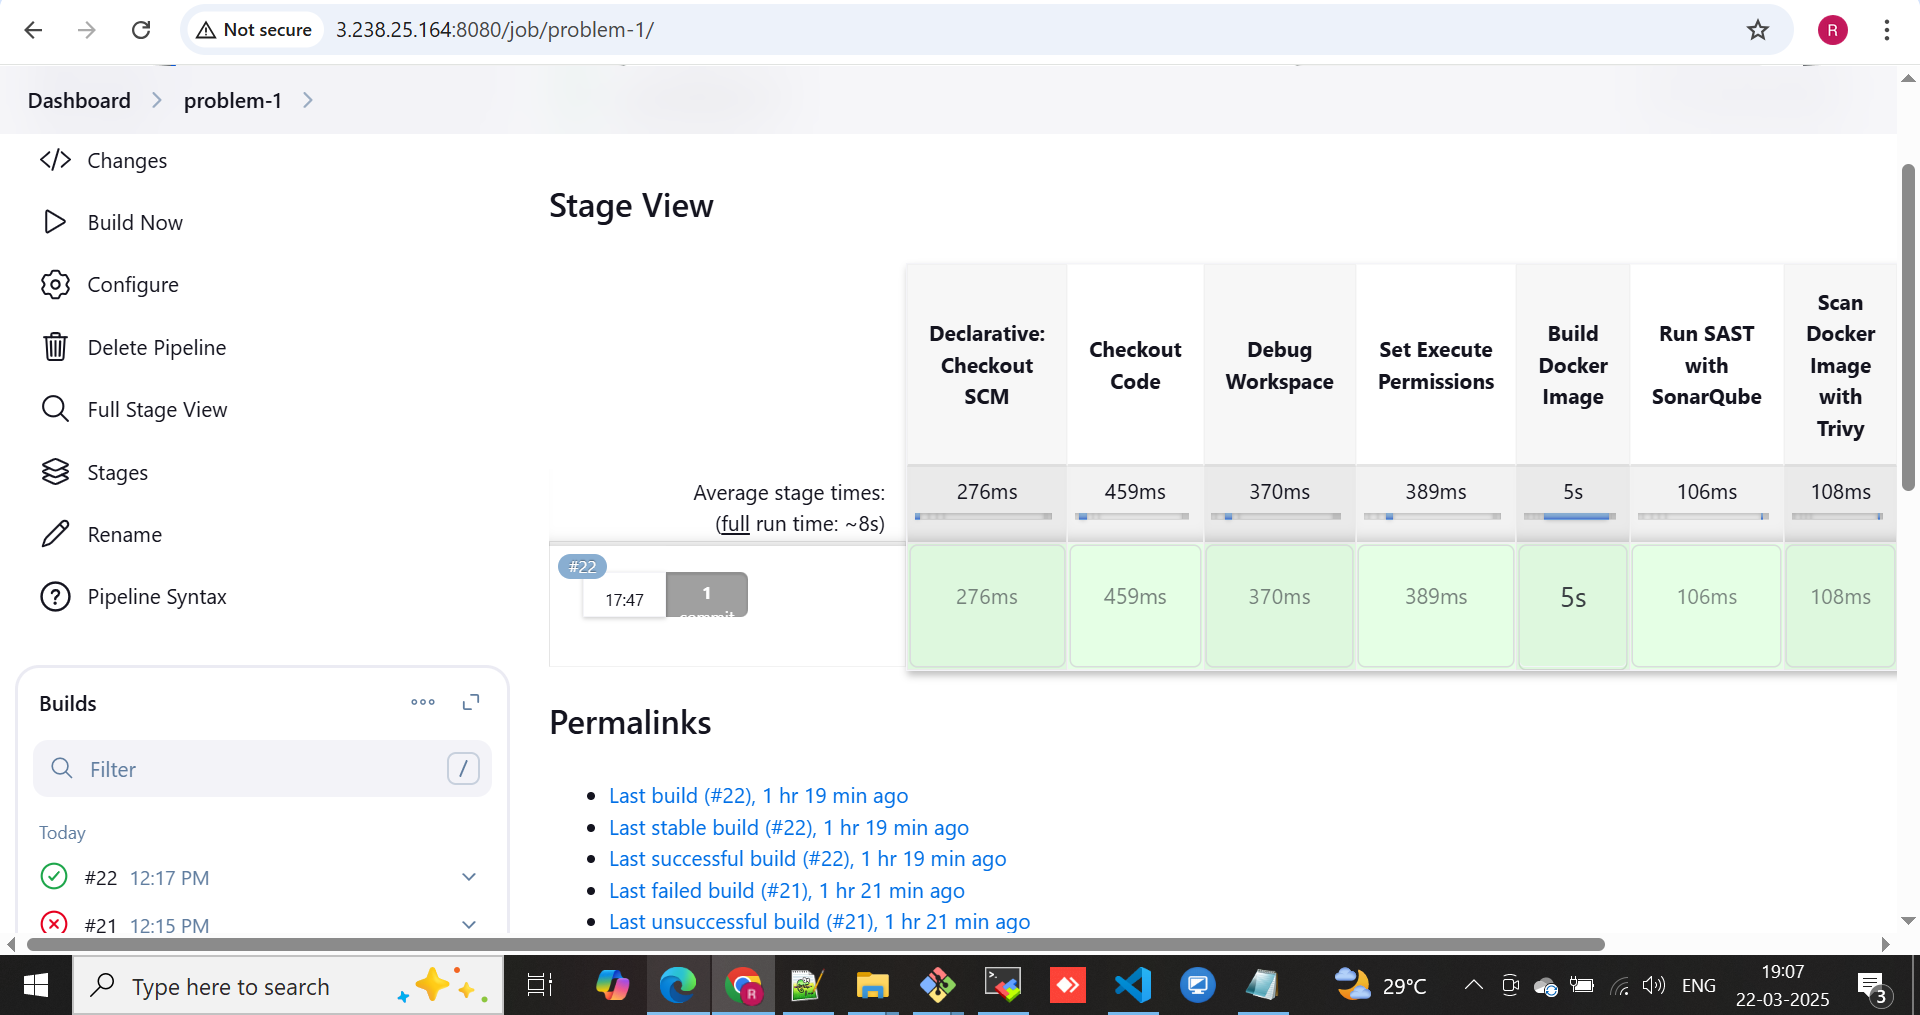 Not secure
3.238.25.164:8080/job/problem-1/
R
Dashboard
problem-1
Changes
Build Now
Configure
Delete Pipeline
Full Stage View
Stages
Rename
Pipeline Syntax
Builds
Filter
/
Today
#22 12:17 PM
#21 12:15 PM
Stage View
Declarative:
Checkout
SCM
Checkout
Code
Debug
Workspace
Set Execute
Permissions
Build
Docker
Image
Run SAST
with
SonarQube
Scan
Docker
Image
with
Trivy
Average stage times:
(full run time: ~8s)
276ms
459ms
370ms
389ms
5s
106ms
108ms
#22
17:47
1
commit
276ms
459ms
370ms
389ms
5s
106ms
108ms
Permalinks
Last build (#22), 1 hr 19 min ago
Last stable build (#22), 1 hr 19 min ago
Last successful build (#22), 1 hr 19 min ago
Last failed build (#21), 1 hr 21 min ago
Last unsuccessful build (#21), 1 hr 21 min ago
Type here to search
R
29°C
ENG
19:07
22-03-2025
3